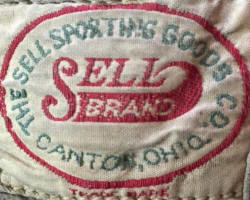 THE SELL SPORTING GOODS CO.
SELL
BRAND
CANTON, OHIO.